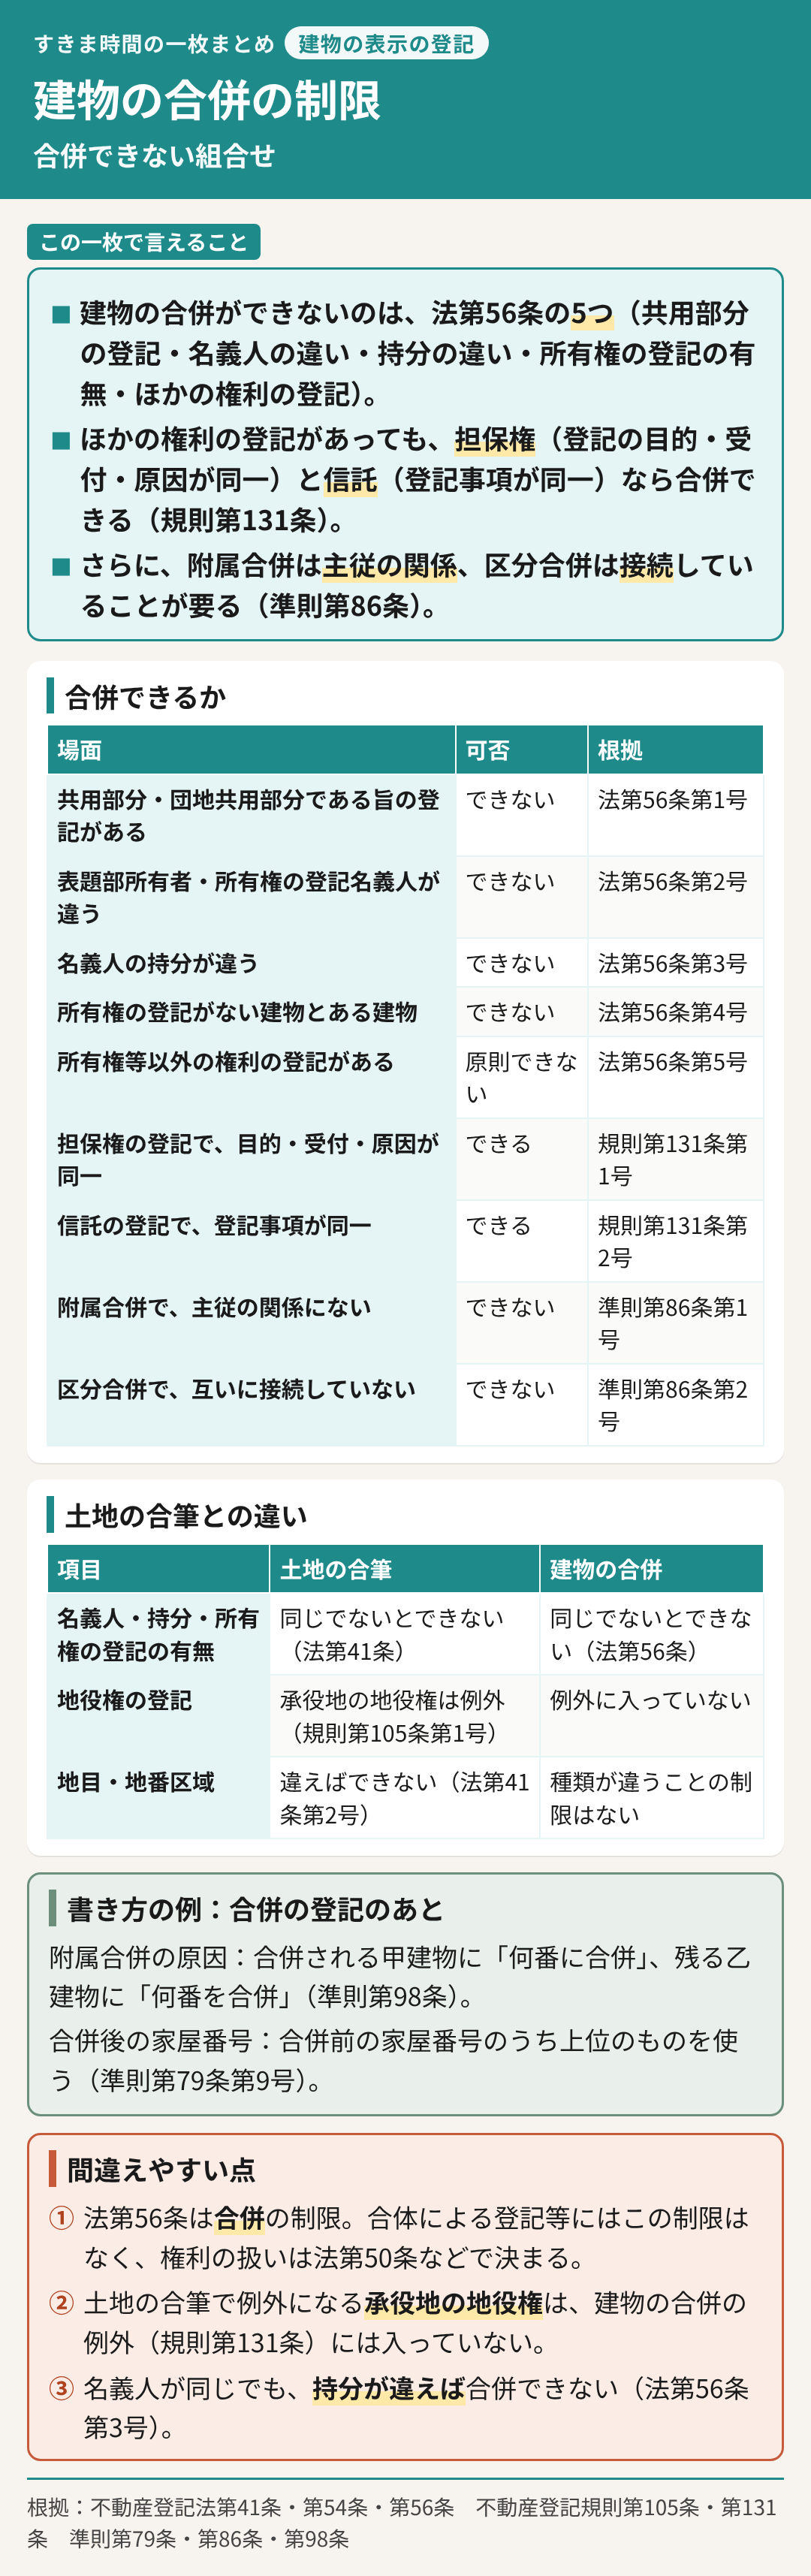 すきま時間の一枚まとめ 建物の表示の登記
建物の合併の制限
合併できない組合せ
この一枚で言えること
■ 建物の合併ができないのは、法第56条の5つ（共用部分
の登記・名義人の違い・持分の違い・所有権の登記の有
無・ほかの権利の登記）。
■ ほかの権利の登記があっても、担保権（登記の目的・受
付・原因が同一）と信託（登記事項が同一）なら合併で
きる（規則第131条）。
■ さらに、附属合併は主従の関係、区分合併は接続してい
ることが要る（準則第86条）。
合併できるか
場面 可否 根拠
共用部分・団地共用部分である旨の登 できない 法第56条第1号
記がある
表題部所有者・所有権の登記名義人が できない 法第56条第2号
違う
名義人の持分が違う できない 法第56条第3号
所有権の登記がない建物とある建物 できない 法第56条第4号
所有権等以外の権利の登記がある 原則できな 法第56条第5号
い
担保権の登記で、目的・受付・原因が できる 規則第131条第
同一 1号
信託の登記で、登記事項が同一 できる 規則第131条第
2号
附属合併で、主従の関係にない できない 準則第86条第1
号
区分合併で、互いに接続していない できない 準則第86条第2
号
土地の合筆との違い
項目 土地の合筆 建物の合併
名義人・持分・所有 同じでないとできない 同じでないとできな
権の登記の有無 （法第41条） い（法第56条）
地役権の登記 承役地の地役権は例外 例外に入っていない
（規則第105条第1号）
地目・地番区域 違えばできない（法第41 種類が違うことの制
条第2号） 限はない
書き方の例：合併の登記のあと
附属合併の原因：合併される甲建物に「何番に合併」、残る乙
建物に「何番を合併」（準則第98条）。
合併後の家屋番号：合併前の家屋番号のうち上位のものを使
う（準則第79条第9号）。
間違えやすい点
① 法第56条は合併の制限。合体による登記等にはこの制限は
なく、権利の扱いは法第50条などで決まる。
② 土地の合筆で例外になる承役地の地役権は、建物の合併の
例外（規則第131条）には入っていない。
③ 名義人が同じでも、持分が違えば合併できない（法第56条
第3号）。
根拠：不動産登記法第41条・第54条・第56条　不動産登記規則第105条・第131
条　準則第79条・第86条・第98条